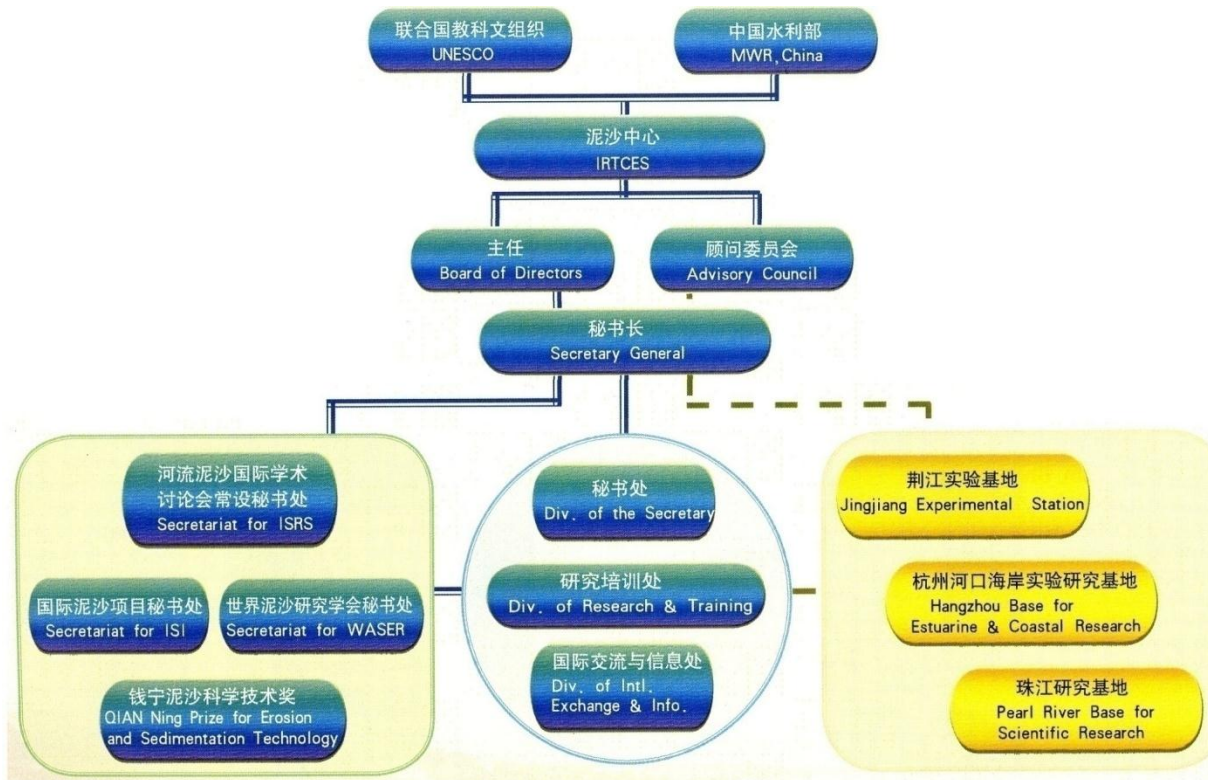 联合国教科文组织
UNESCO
中国水利部
MWR,China
泥沙中心
IRTCES
主任
Board of Directors
顾问委员会
Advisory Council
秘书长
Secretary General
河流泥沙国际学术
讨论会常设秘书处
Secretariat for ISRS
国际泥沙项目秘书处
Secretariat for ISI
世界泥沙研究学会秘书处
Secretariat for WASER
钱宁泥沙科学技术奖
QIAN Ning Prize for Erosion
and Sedimentation Technology
秘书处
Div. of the Secretary
研究培训处
Div. of Research & Training
国际交流与信息处
Div. of Intl.
Exchange & Info.
荆江实验基地
Jingjiang Experimental Station
杭州河口海岸实验研究基地
Hangzhou Base for
Estuarine & Coastal Research
珠江研究基地
Pearl River Base for
Scientific Research